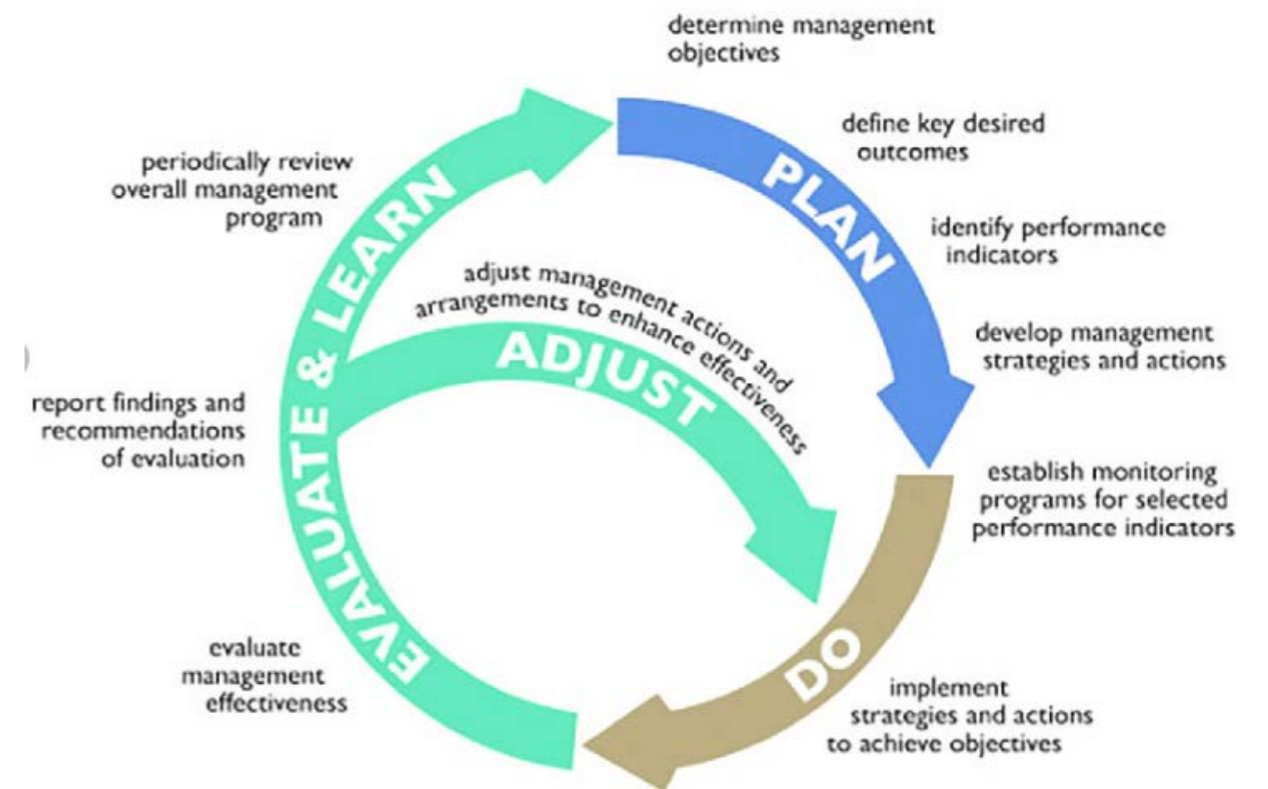 determine management
objectives
define key desired
outcomes
PLAN
identify performance
indicators
develop management
strategies and actions
establish monitoring
programs for selected
performance indicators
DO
implement
strategies and actions
to achieve objectives
evaluate
management
effectiveness
EVALUATE & LEARN
report findings and
recommendations
of evaluation
periodically review
overall management
program
adjust management actions and
arrangements to enhance effectiveness
ADJUST